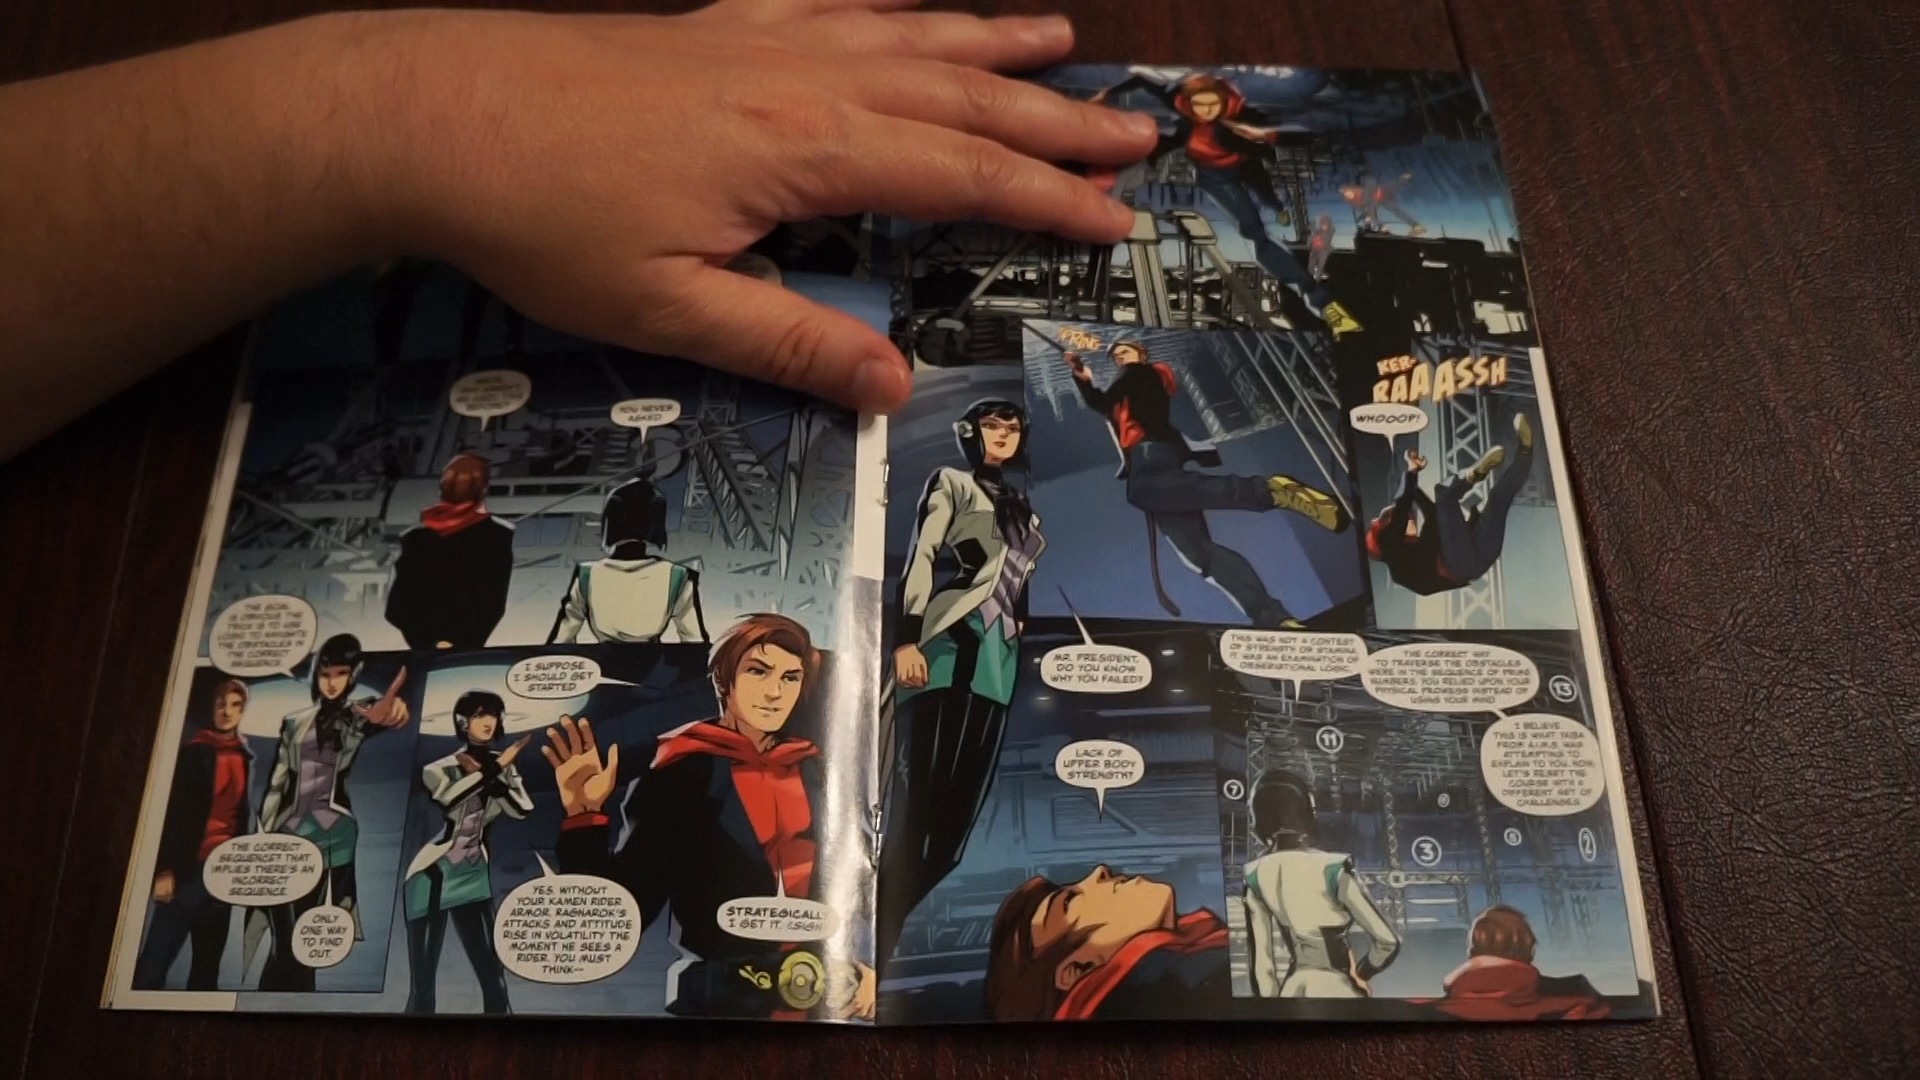 YOU NEVER
ASKED.
THE GOAL
IS OBVIOUS. THE
TRICK IS TO USE
LOGIC TO NAVIGATE
THE OBSTACLES IN
THE CORRECT
SEQUENCE.
THE CORRECT
SEQUENCE? THAT
IMPLIES THERE'S AN
INCORRECT
SEQUENCE.
ONLY
ONE WAY
TO FIND
OUT.
I SUPPOSE
I SHOULD GET
STARTED
YES. WITHOUT
YOUR KAMEN RIDER
ARMOR, RAGNAROK'S
ATTACKS AND ATTITUDE
RISE IN VOLATILITY THE
MOMENT HE SEES A
RIDER. YOU MUST
THINK--
STRATEGICALL
I GET IT. <SIGH
SPRING
KER-
BAAASSH
WHOOOP!
MR. PRESIDENT,
DO YOU KNOW
WHY YOU FAILED?
LACK OF
UPPER BODY
STRENGTH?
THIS WAS NOT A CONTEST
OF STRENGTH OR STAMINA.
IT WAS AN EXAMINATION OF
OBSERVATIONAL LOGIC.
THE CORRECT WAY
TO TRAVERSE THE OBSTACLES
WERE IN THE SEQUENCE OF PRIME
NUMBERS. YOU RELIED UPON YOUR
PHYSICAL PROWESS INSTEAD OF
USING YOUR MIND.
I BELIEVE
THIS IS WHAT YAIBA
FROM A.I.M.S. WAS
ATTEMPTING TO
EXPLAIN TO YOU. NOW,
LET'S RESET THE
COURSE WITH A
DIFFERENT SET OF
CHALLENGES.
13
11
7
3
2